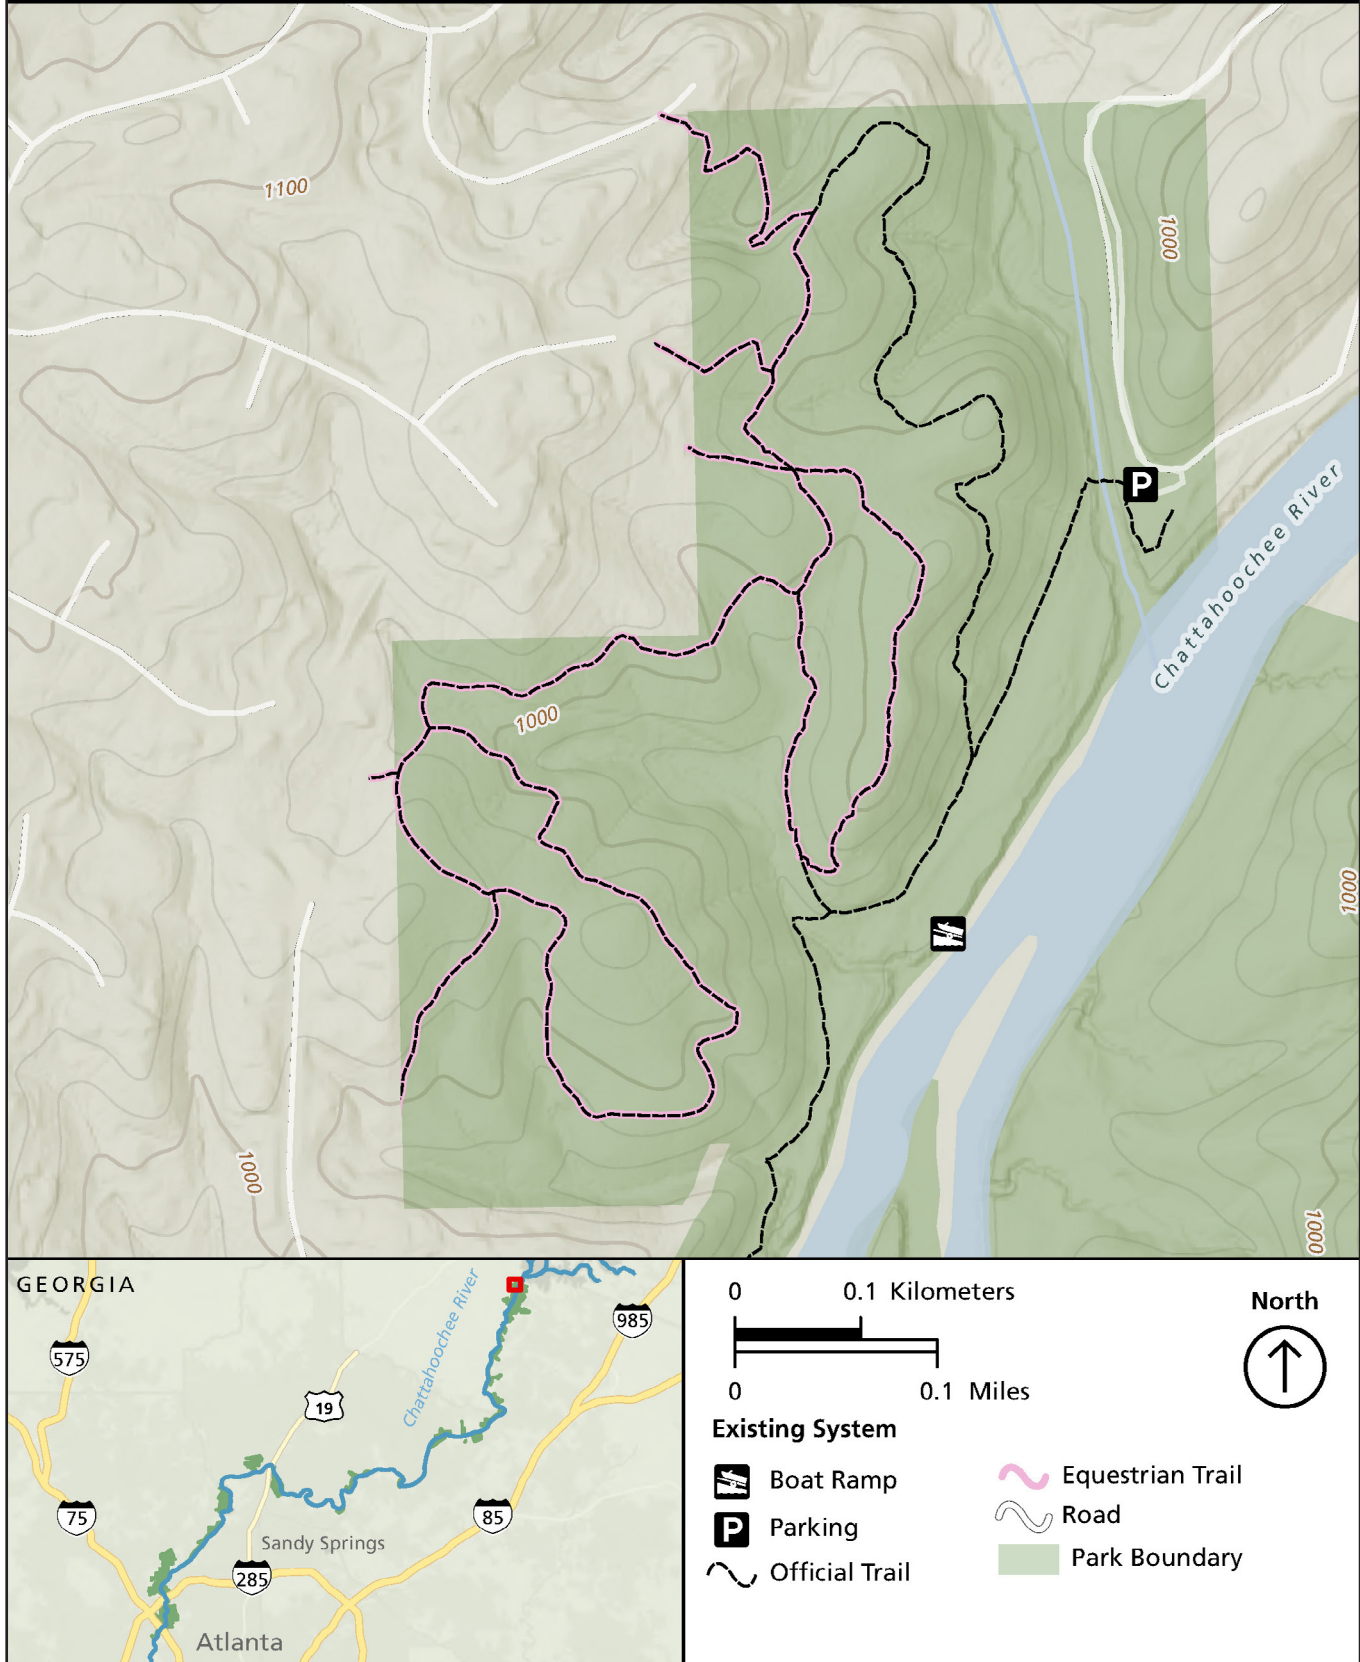 1100
1000
P
Chattahoochee River
1000
1000
1000
1000
GEORGIA
Chattahoochee River
985
575
19
75
85
Sandy Springs
285
Atlanta
0 0.1 Kilometers
0 0.1 Miles
North
Existing System
Boat Ramp
P Parking
Official Trail
Equestrian Trail
Road
Park Boundary